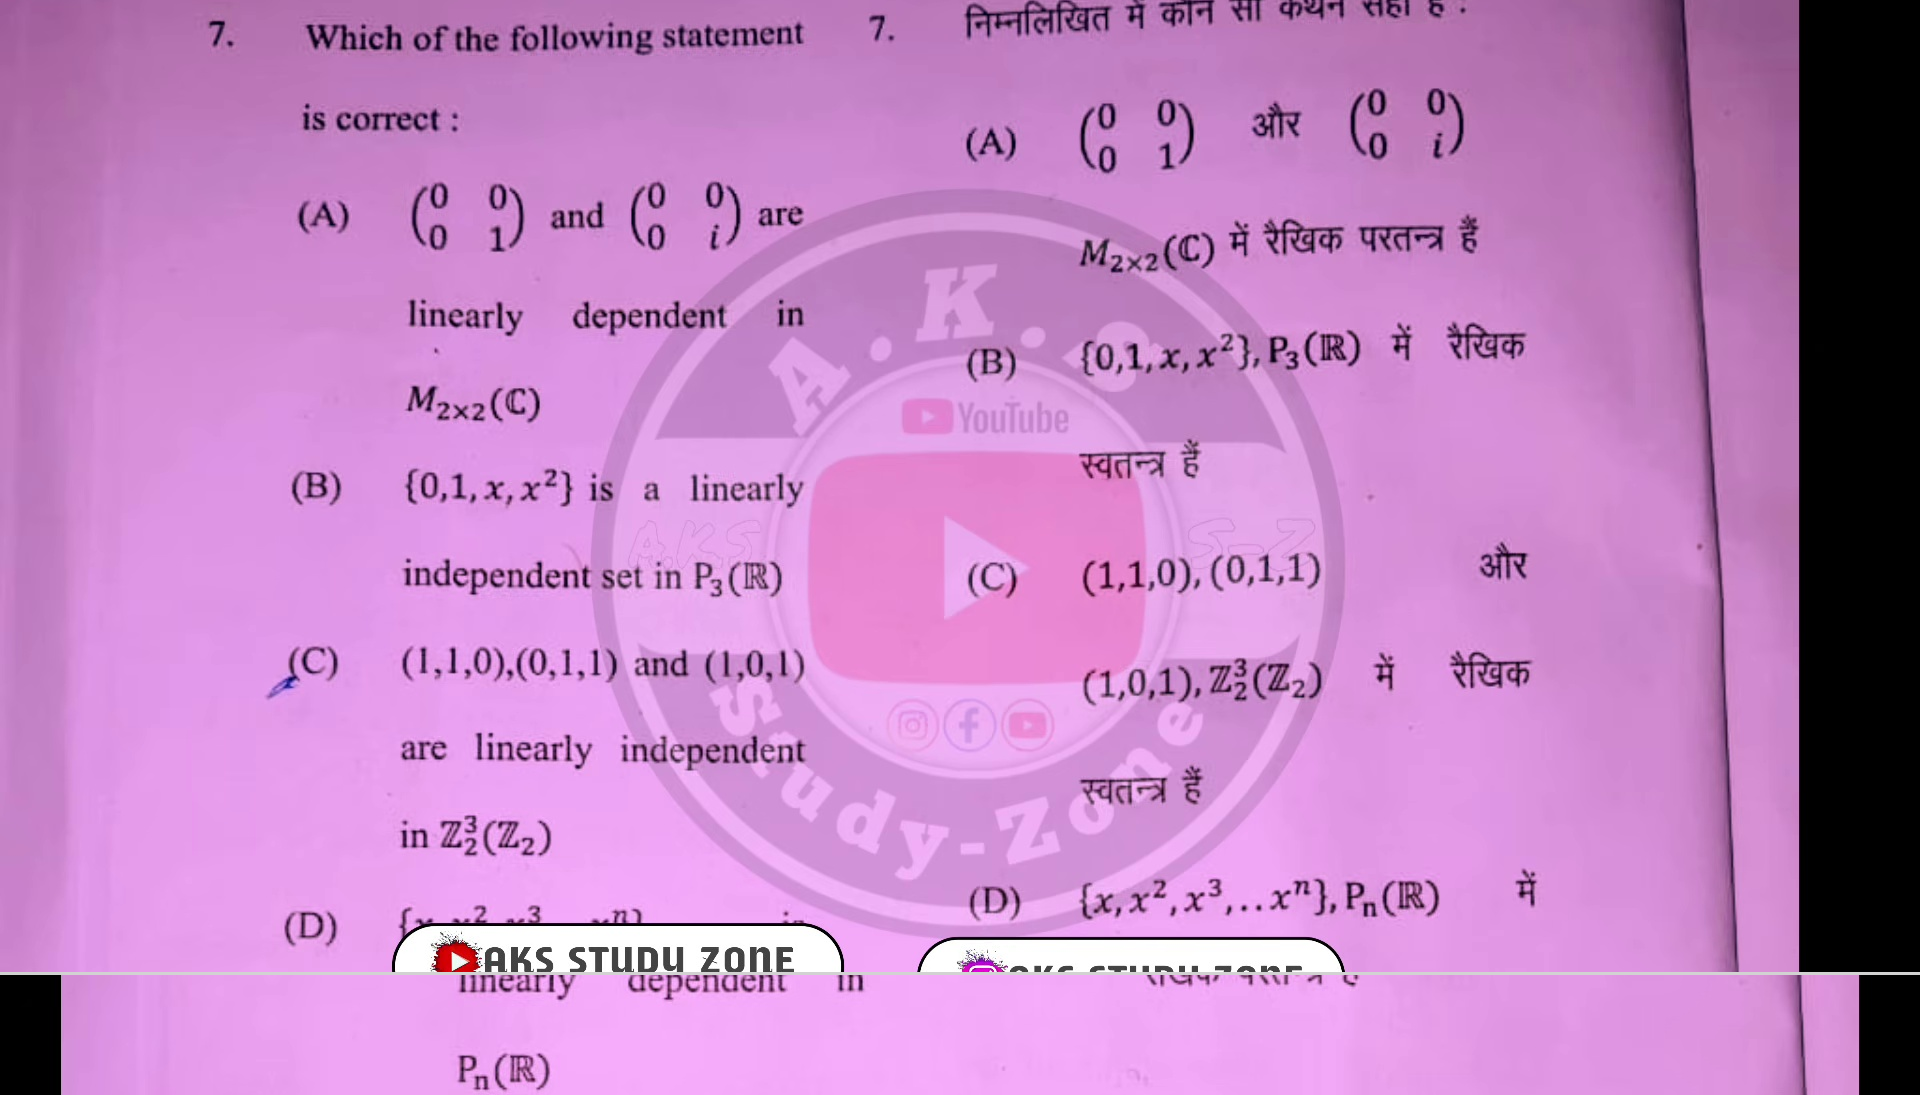 7. Which of the following statement
is correct :
(A) (0 0 0 1) and (0 0 0 i) are
linearly dependent in
M2×2(ℂ)
(B) {0,1, x, x²} is a linearly
independent set in P3(ℝ)
(C) (1,1,0),(0,1,1) and (1,0,1)
are linearly independent
in ℤ₂³(ℤ₂)
(D)
linearly dependent in
Pn(ℝ)
7. निम्नलिखित में कौन सा कथन सही है :
(A) (0 0 0 1) और (0 0 0 i)
M2×2(ℂ) में रैखिक परतन्त्र हैं
(B) {0,1, x, x²}, P3(ℝ) में रैखिक
स्वतन्त्र हैं
(C) (1,1,0), (0,1,1) और
(1,0,1), ℤ₂³(ℤ₂) में रैखिक
स्वतन्त्र हैं
(D) {x, x², x³, . . xⁿ}, Pn(ℝ) में
A.K.S
YouTube
A.K.S S-Z
Study-Zone
AKS STUDY ZONE
AKS STUDY ZONE